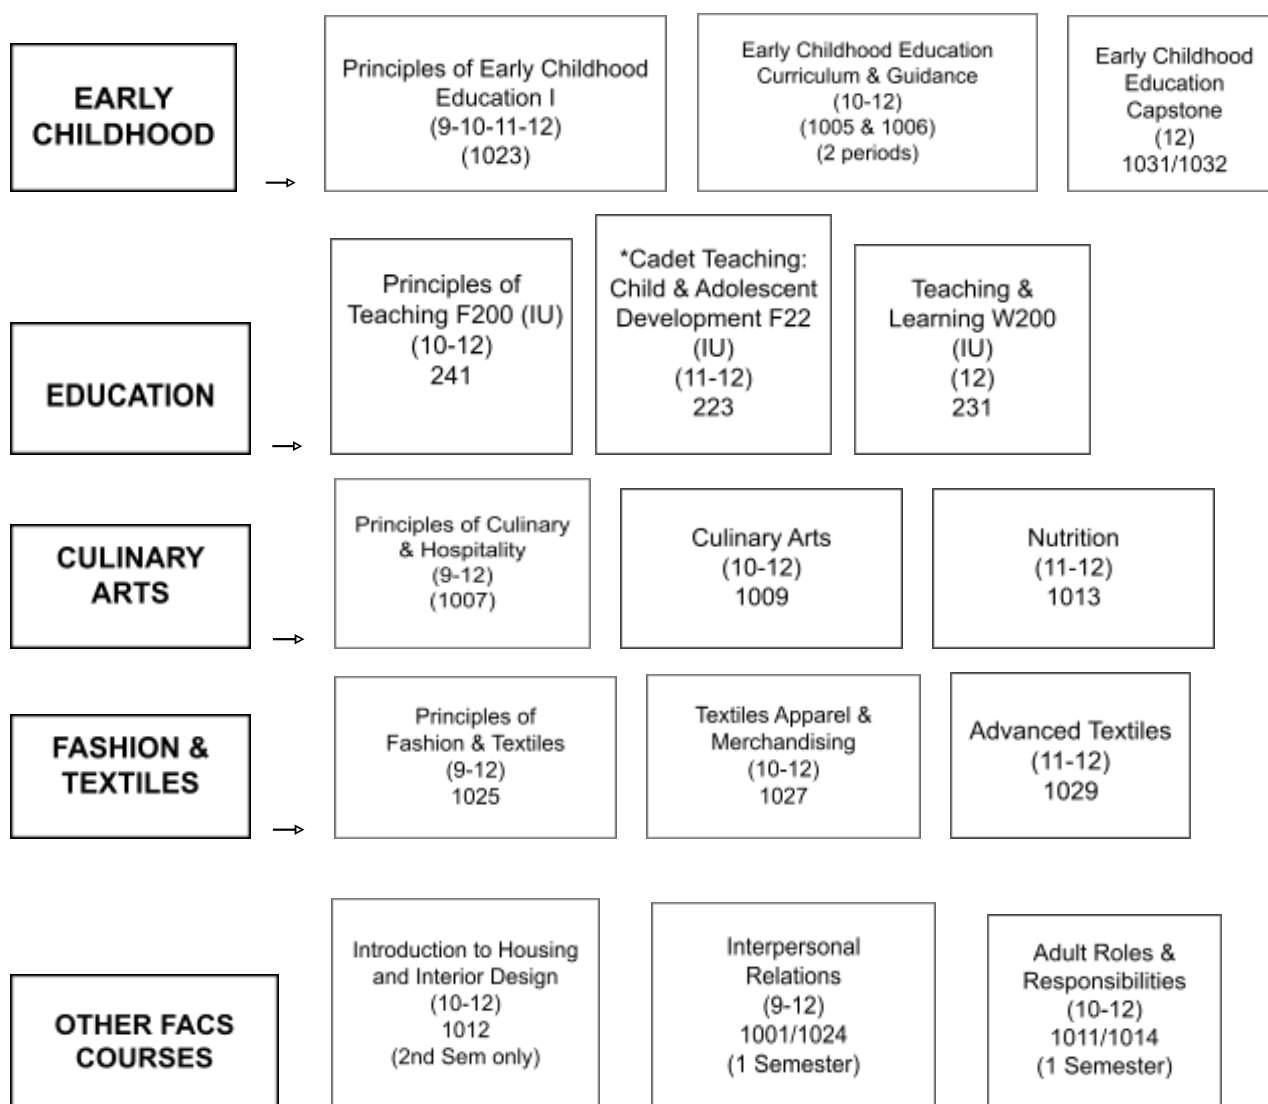 EARLY
CHILDHOOD
Principles of Early Childhood
Education I
(9-10-11-12)
(1023)
Early Childhood Education
Curriculum & Guidance
(10-12)
(1005 & 1006)
(2 periods)
Early Childhood
Education
Capstone
(12)
1031/1032
EDUCATION
Principles of
Teaching F200 (IU)
(10-12)
241
*Cadet Teaching:
Child & Adolescent
Development F22
(IU)
(11-12)
223
Teaching &
Learning W200
(IU)
(12)
231
CULINARY
ARTS
Principles of Culinary
& Hospitality
(9-12)
(1007)
Culinary Arts
(10-12)
1009
Nutrition
(11-12)
1013
FASHION &
TEXTILES
Principles of
Fashion & Textiles
(9-12)
1025
Textiles Apparel &
Merchandising
(10-12)
1027
Advanced Textiles
(11-12)
1029
OTHER FACS
COURSES
Introduction to Housing
and Interior Design
(10-12)
1012
(2nd Sem only)
Interpersonal
Relations
(9-12)
1001/1024
(1 Semester)
Adult Roles &
Responsibilities
(10-12)
1011/1014
(1 Semester)